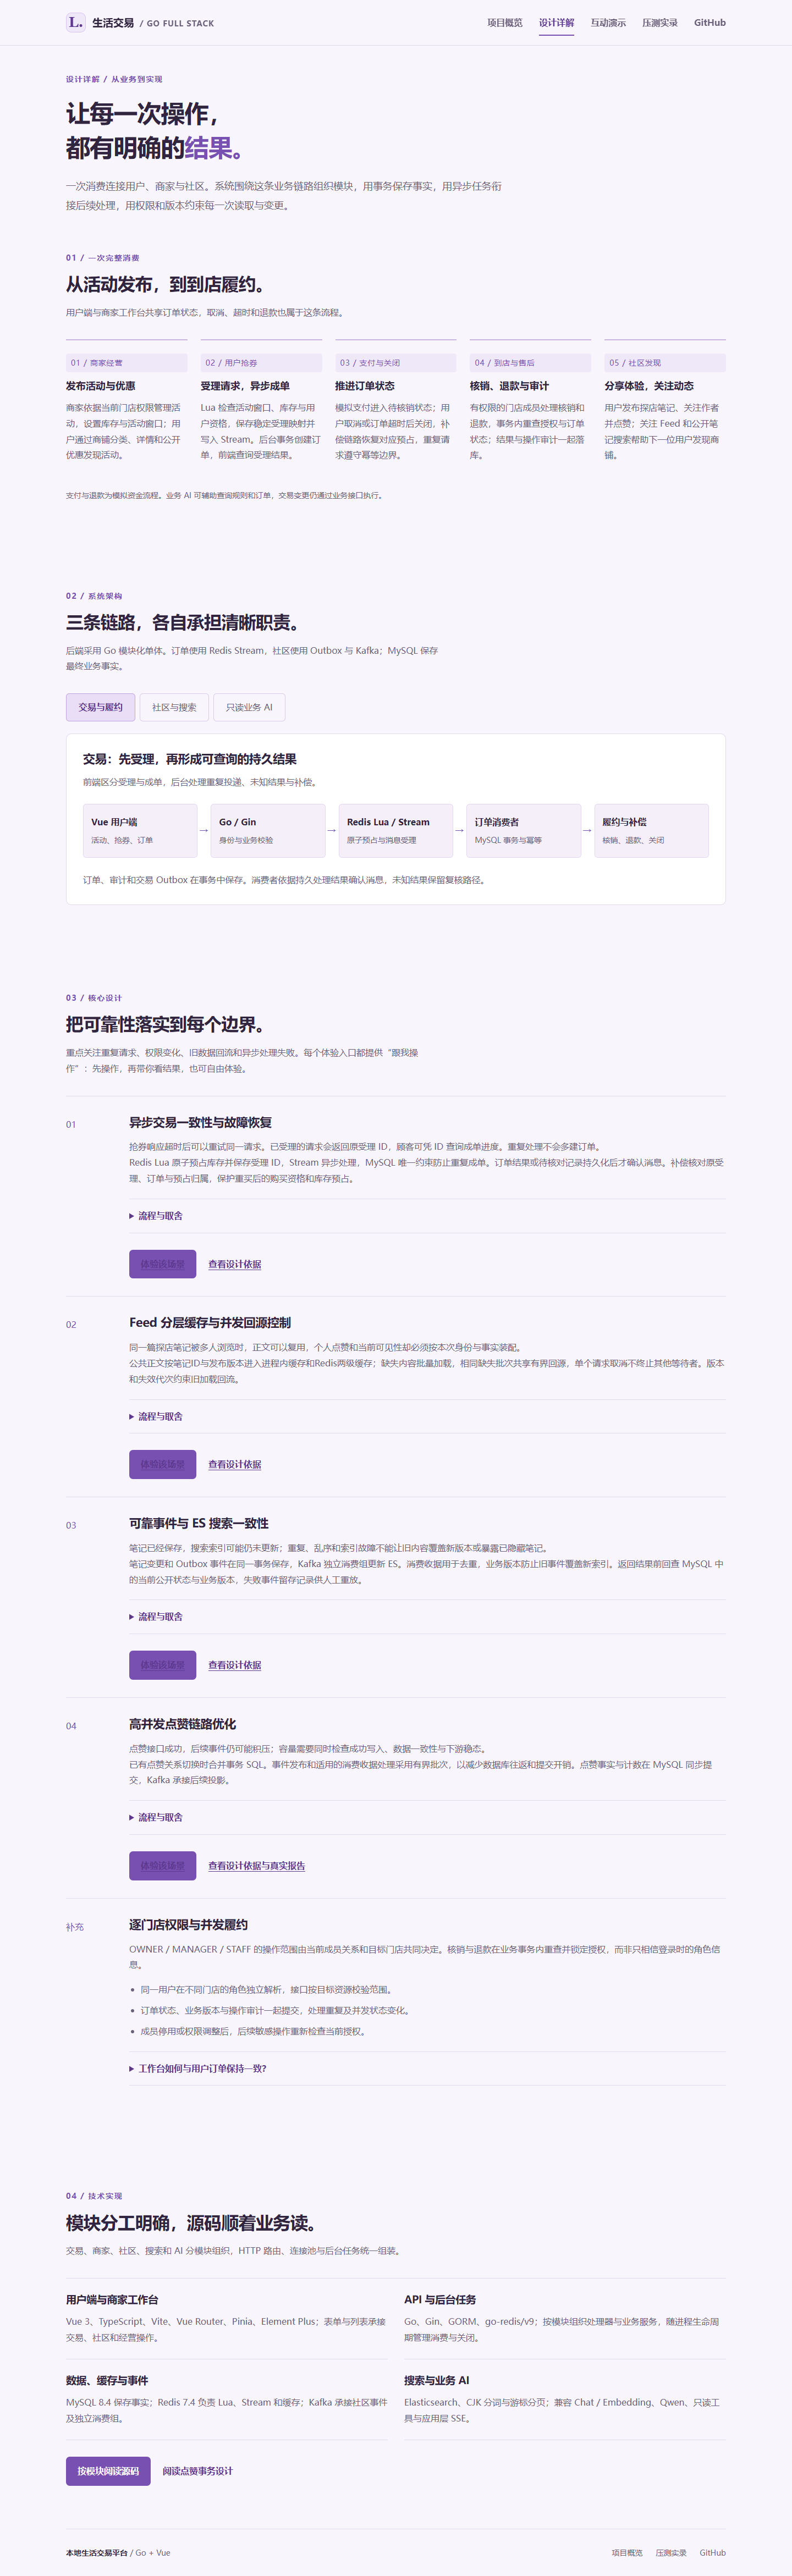 L. 生活交易 / GO FULL STACK
项目概览 设计详解 互动演示 压测实录 GitHub
设计详解 / 从业务到实现
让每一次操作，
都有明确的结果。
一次消费连接用户、商家与社区。系统围绕这条业务链路组织模块，用事务保存事实，用异步任务衔
接后续处理，用权限和版本约束每一次读取与变更。
01 / 一次完整消费
从活动发布，到到店履约。
用户端与商家工作台共享订单状态，取消、超时和退款也属于这条流程。
01 / 商家经营
发布活动与优惠
商家依据当前门店权限管理活
动，设置库存与活动窗口；用
户通过商铺分类、详情和公开
优惠发现活动。
02 / 用户抢券
受理请求，异步成单
Lua 检查活动窗口、库存与用
户资格，保存稳定受理映射并
写入 Stream。后台事务创建订
单，前端查询受理结果。
03 / 支付与关闭
推进订单状态
模拟支付进入待核销状态；用
户取消或订单超时后关闭，补
偿链路恢复对应预占，重复请
求遵守幂等边界。
04 / 到店与售后
核销、退款与审计
有权限的门店成员处理核销和
退款，事务内重查授权与订单
状态；结果与操作审计一起落
库。
05 / 社区发现
分享体验，关注动态
用户发布探店笔记、关注作者
并点赞；关注 Feed 和公开笔
记搜索帮助下一位用户发现商
铺。
支付与退款为模拟资金流程。业务 AI 可辅助查询规则和订单，交易变更仍通过业务接口执行。
02 / 系统架构
三条链路，各自承担清晰职责。
后端采用 Go 模块化单体。订单使用 Redis Stream，社区使用 Outbox 与 Kafka；MySQL 保存
最终业务事实。
交易与履约 社区与搜索 只读业务 AI
交易：先受理，再形成可查询的持久结果
前端区分受理与成单，后台处理重复投递、未知结果与补偿。
Vue 用户端
活动、抢券、订单
→
Go / Gin
身份与业务校验
→
Redis Lua / Stream
原子预占与消息受理
→
订单消费者
MySQL 事务与幂等
→
履约与补偿
核销、退款、关闭
订单、审计和交易 Outbox 在事务中保存。消费者依据持久处理结果确认消息，未知结果保留复核路径。
03 / 核心设计
把可靠性落实到每个边界。
重点关注重复请求、权限变化、旧数据回流和异步处理失败。每个体验入口都提供“跟我操
作”：先操作，再带你看结果，也可自由体验。
01
异步交易一致性与故障恢复
抢券响应超时后可以重试同一请求。已受理的请求会返回原受理 ID，顾客可凭 ID 查询成单进度。重复处理不会多建订单。
Redis Lua 原子预占库存并保存受理 ID，Stream 异步处理，MySQL 唯一约束防止重复成单。订单结果或待核对记录持久化后才确认消息。补偿核对原受
理、订单与预占归属，保护重买后的购买资格和库存预占。
▶ 流程与取舍
体验该场景 查看设计依据
02
Feed 分层缓存与并发回源控制
同一篇探店笔记被多人浏览时，正文可以复用，个人点赞和当前可见性却必须按本次身份与事实装配。
公共正文按笔记ID与发布版本进入进程内缓存和Redis两级缓存；缺失内容批量加载，相同缺失批次共享有界回源，单个请求取消不终止其他等待者。版本
和失效代次约束旧加载回流。
▶ 流程与取舍
体验该场景 查看设计依据
03
可靠事件与 ES 搜索一致性
笔记已经保存，搜索索引可能仍未更新；重复、乱序和索引故障不能让旧内容覆盖新版本或暴露已隐藏笔记。
笔记变更和 Outbox 事件在同一事务保存，Kafka 独立消费组更新 ES。消费收据用于去重，业务版本防止旧事件覆盖新索引。返回结果前回查 MySQL 中
的当前公开状态与业务版本，失败事件留存记录供人工重放。
▶ 流程与取舍
体验该场景 查看设计依据
04
高并发点赞链路优化
点赞接口成功，后续事件仍可能积压；容量需要同时检查成功写入、数据一致性与下游稳态。
已有点赞关系切换时合并事务 SQL。事件发布和适用的消费收据处理采用有界批次，以减少数据库往返和提交开销。点赞事实与计数在 MySQL 同步提
交，Kafka 承接后续投影。
▶ 流程与取舍
体验该场景 查看设计依据与真实报告
补充
逐门店权限与并发履约
OWNER / MANAGER / STAFF 的操作范围由当前成员关系和目标门店共同决定。核销与退款在业务事务内重查并锁定授权，而非只相信登录时的角色信
息。
• 同一用户在不同门店的角色独立解析，接口按目标资源校验范围。
• 订单状态、业务版本与操作审计一起提交，处理重复及并发状态变化。
• 成员停用或权限调整后，后续敏感操作重新检查当前授权。
▶ 工作台如何与用户订单保持一致？
04 / 技术实现
模块分工明确，源码顺着业务读。
交易、商家、社区、搜索和 AI 分模块组织，HTTP 路由、连接池与后台任务统一组装。
用户端与商家工作台
Vue 3、TypeScript、Vite、Vue Router、Pinia、Element Plus；表单与列表承接
交易、社区和经营操作。
API 与后台任务
Go、Gin、GORM、go-redis/v9；按模块组织处理器与业务服务，随进程生命周
期管理消费与关闭。
数据、缓存与事件
MySQL 8.4 保存事实；Redis 7.4 负责 Lua、Stream 和缓存；Kafka 承接社区事件
及独立消费组。
搜索与业务 AI
Elasticsearch、CJK 分词与游标分页；兼容 Chat / Embedding、Qwen、只读工
具与应用层 SSE。
按模块阅读源码 阅读点赞事务设计
本地生活交易平台 / Go + Vue
项目概览 压测实录 GitHub